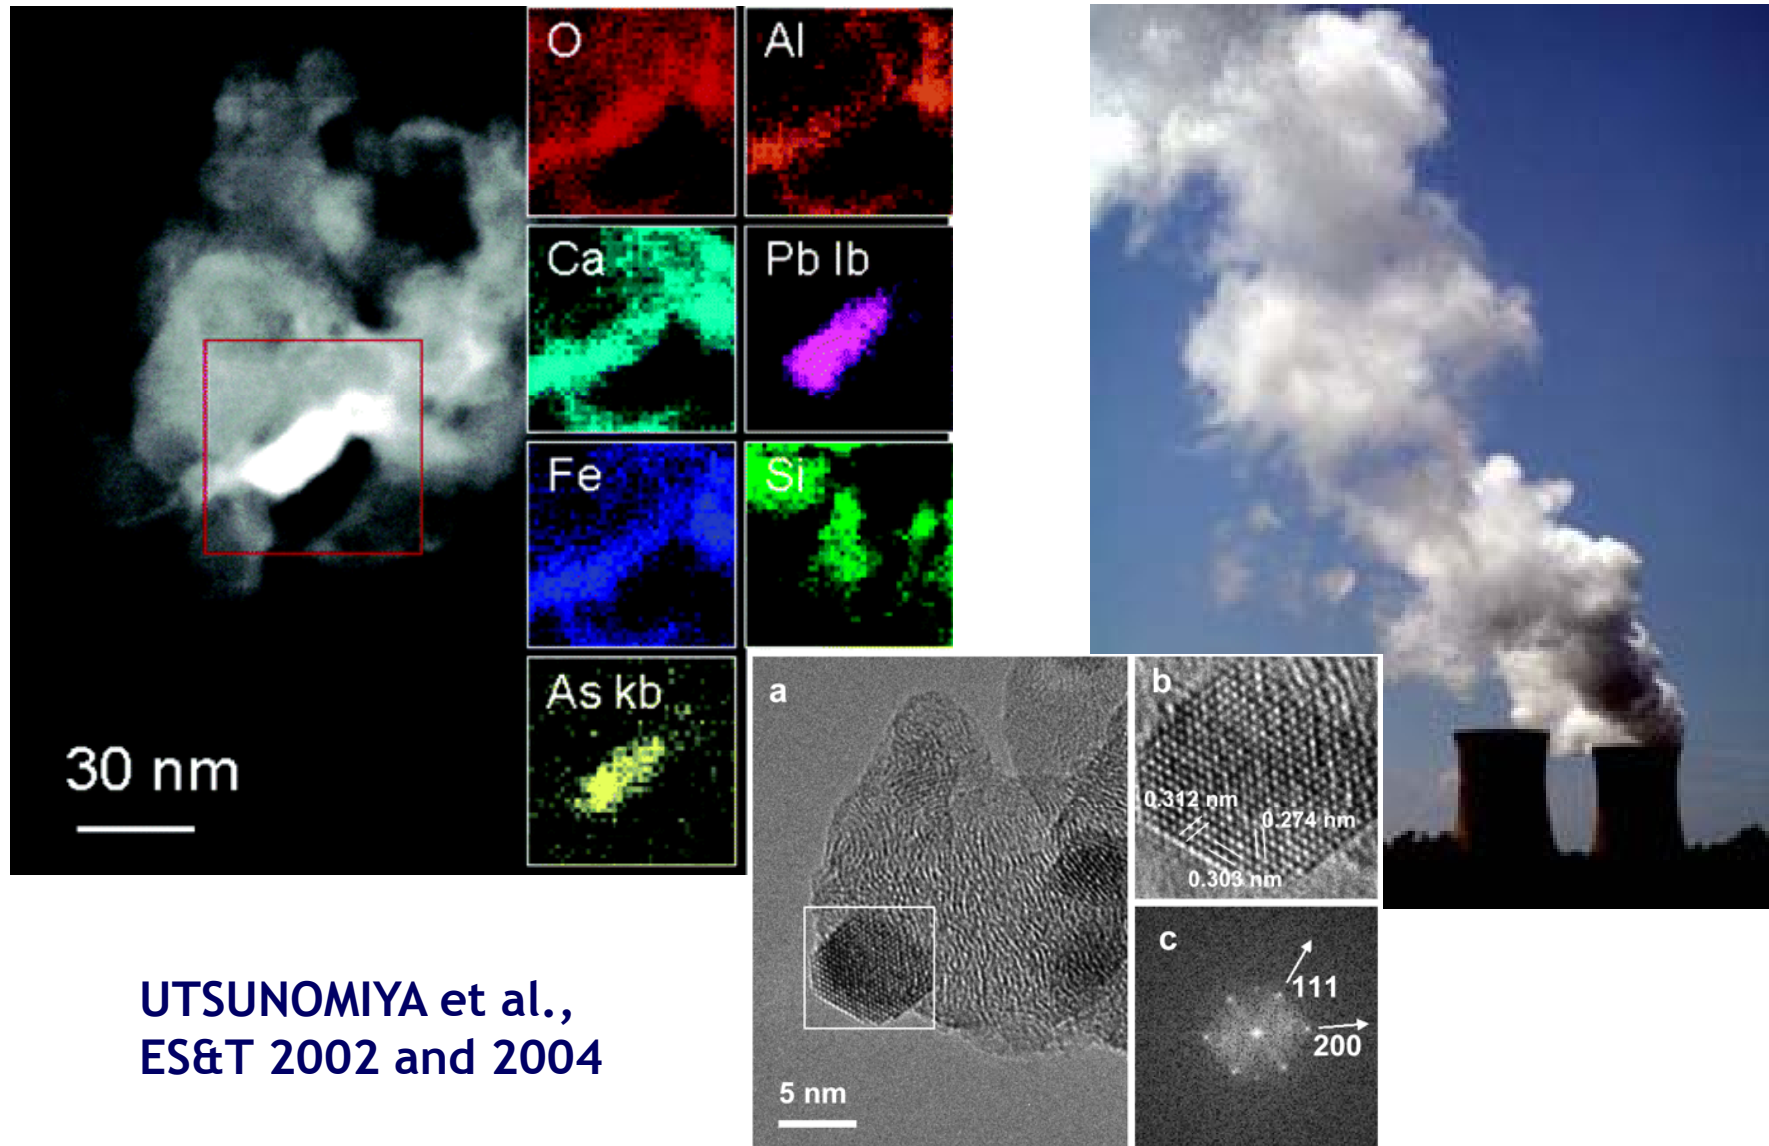 O
Al
Ca
Pb lb
Fe
Si
As kb
30 nm
a
b
0.312 nm
0.274 nm
0.303 nm
c
111
200
5 nm
UTSUNOMIYA et al.,
ES&T 2002 and 2004